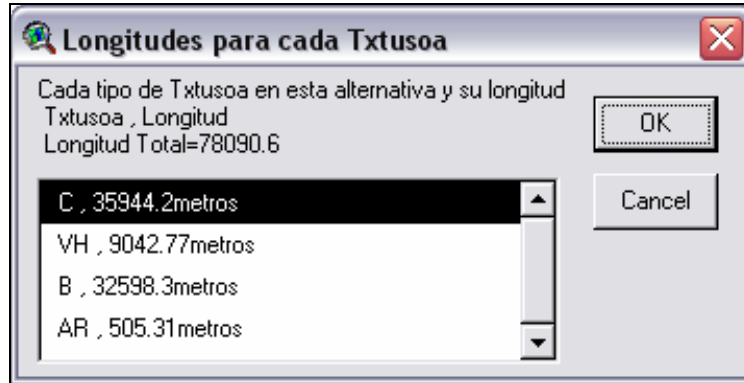 Longitudes para cada Txtusoa
Cada tipo de Txtusoa en esta alternativa y su longitud
Txtusoa , Longitud
Longitud Total=78090.6
OK
Cancel
C , 35944.2metros
VH , 9042.77metros
B , 32598.3metros
AR , 505.31metros